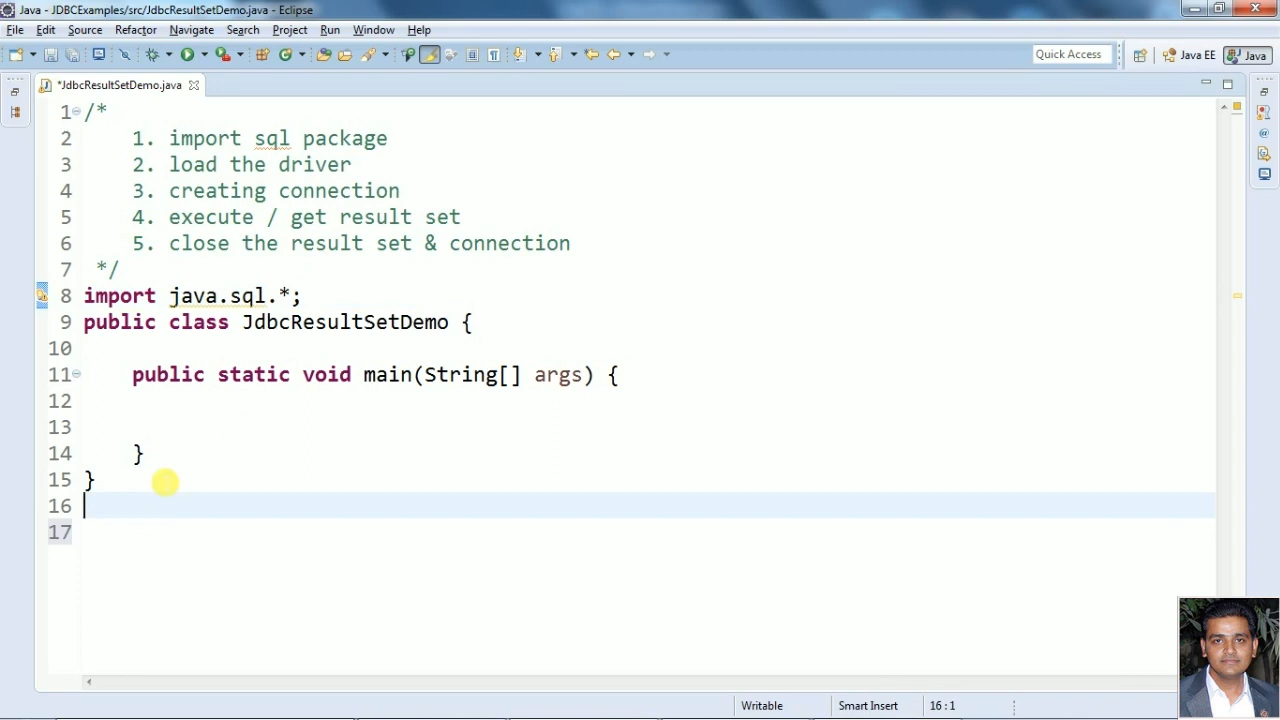 Java - JDBCExamples/src/JdbcResultSetDemo.java - Eclipse
File Edit Source Refactor Navigate Search Project Run Window Help
Quick Access Java EE Java
*JdbcResultSetDemo.java
1 /*
2 1. import sql package
3 2. load the driver
4 3. creating connection
5 4. execute / get result set
6 5. close the result set & connection
7 */
8 import java.sql.*;
9 public class JdbcResultSetDemo {
10
11 public static void main(String[] args) {
12
13
14 }
15 }
16
17
Writable Smart Insert 16 : 1